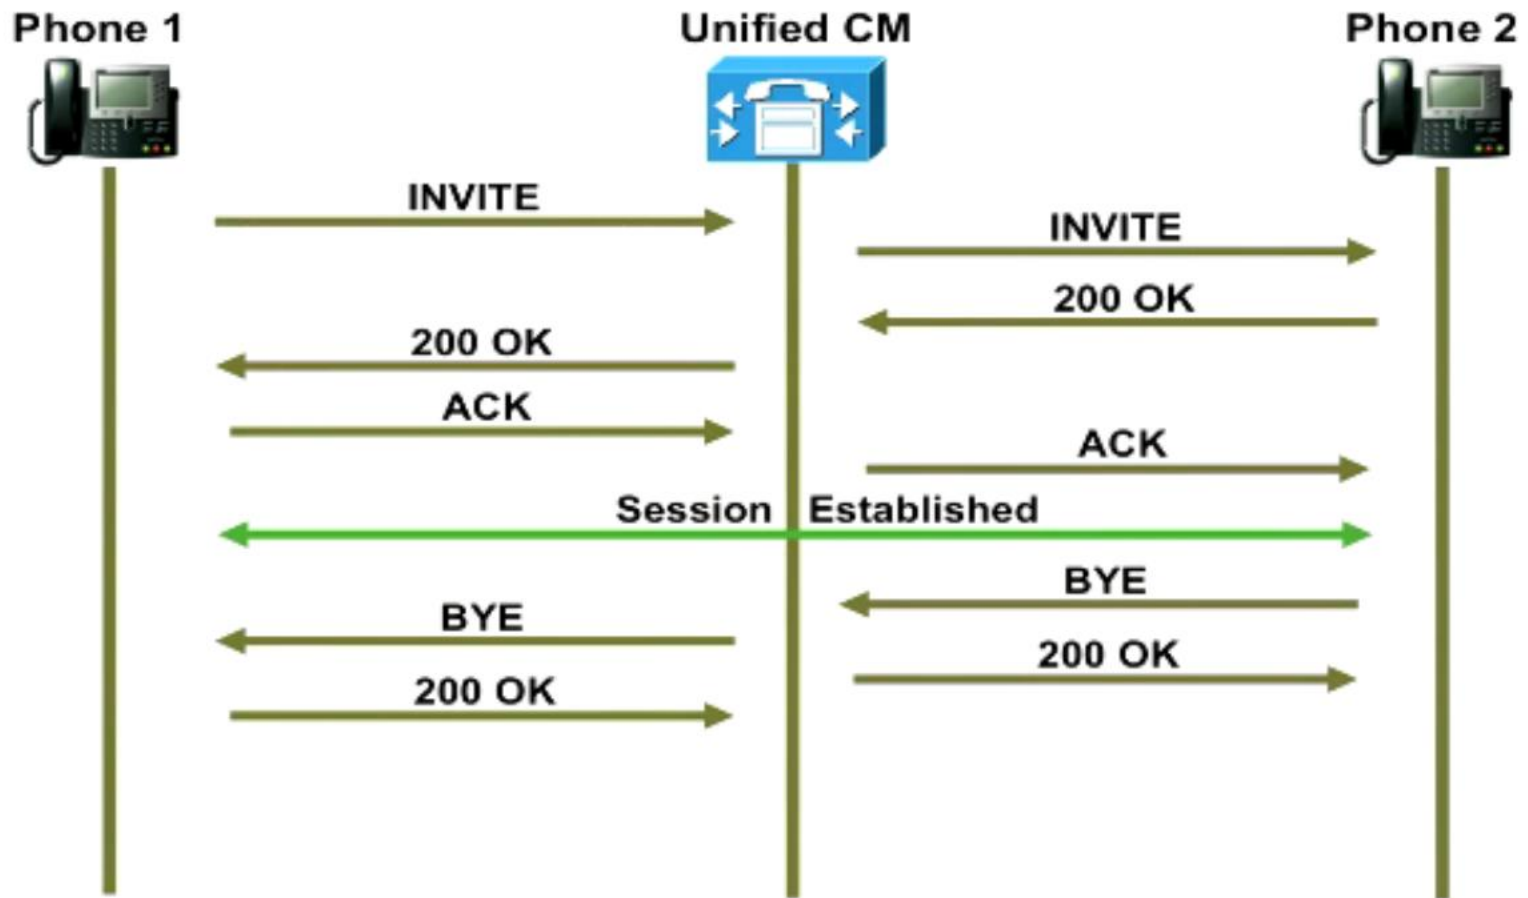 Phone 1
Unified CM
Phone 2
INVITE
INVITE
200 OK
200 OK
ACK
ACK
Session Established
BYE
BYE
200 OK
200 OK